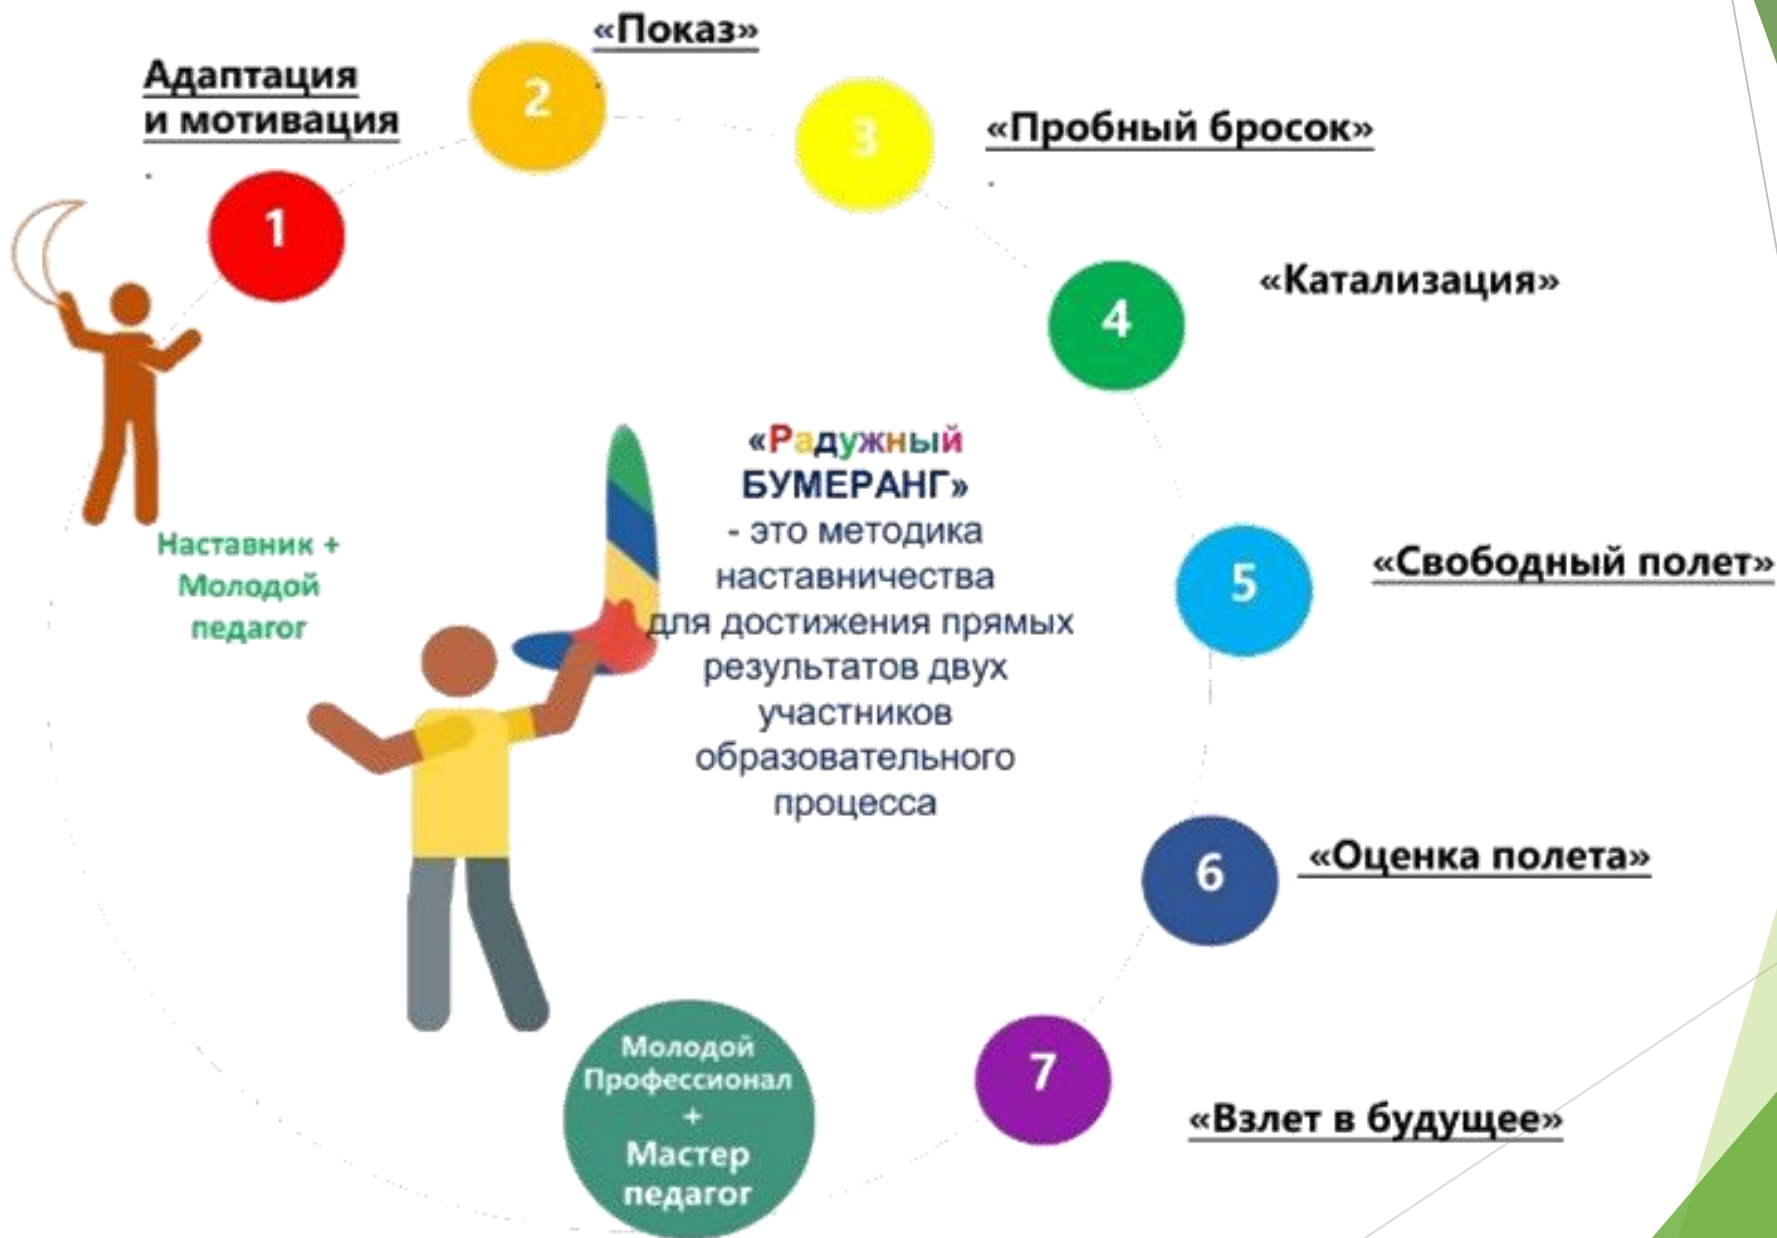 Адаптация
и мотивация
.
1
«Показ»
2
3
«Пробный бросок»
.
4
«Катализация»
5
«Свободный полет»
6
«Оценка полета»
7
«Взлет в будущее»
«Радужный
БУМЕРАНГ»
- это методика
наставничества
для достижения прямых
результатов двух
участников
образовательного
процесса
Наставник +
Молодой
педагог
Молодой
Профессионал
+
Мастер
педагог